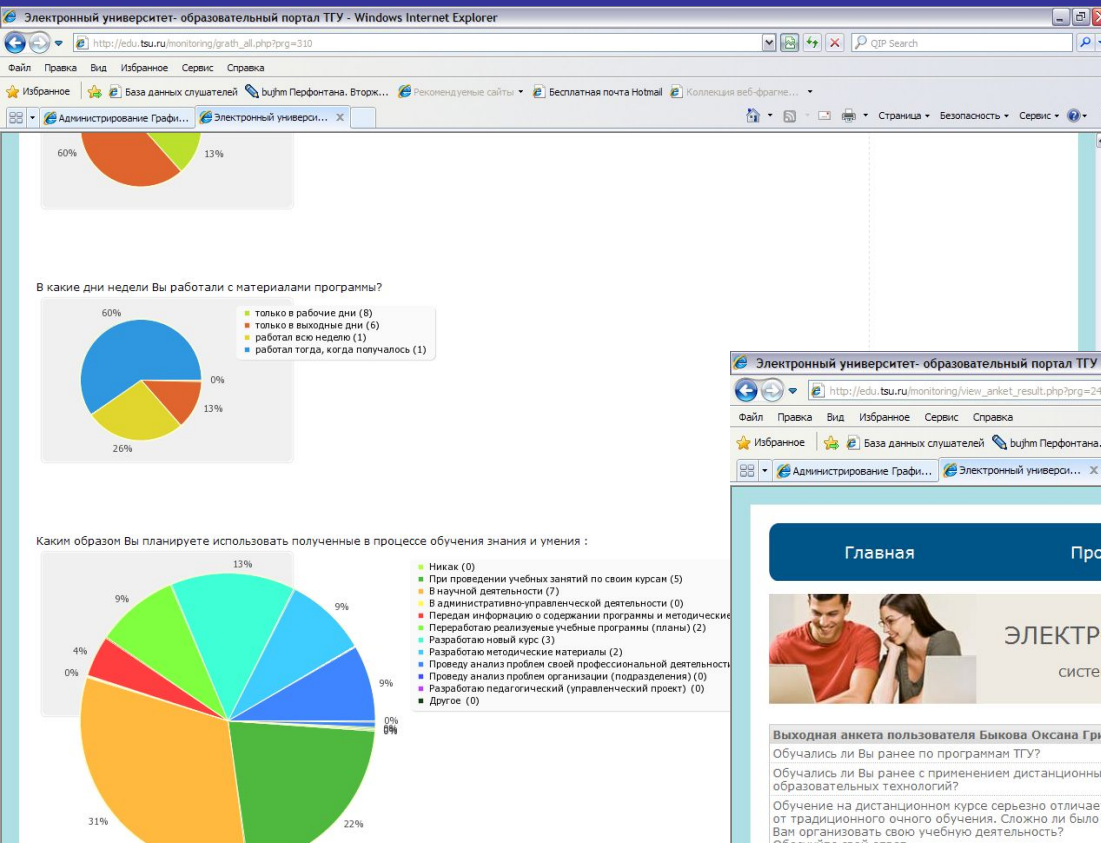 Электронный университет- образовательный портал ТГУ - Windows Internet Explorer
http://edu.tsu.ru/monitoring/grath_all.php?prg=310
QIP Search
Файл Правка Вид Избранное Сервис Справка
Избранное База данных слушателей bujhm Перфонтана. Вторж... Рекомендуемые сайты Бесплатная почта Hotmail Коллекция веб-фрагме...
Администрирование Графи... Электронный универси... X
Страница Безопасность Сервис
60%
13%
В какие дни недели Вы работали с материалами программы?
60%
0%
13%
26%
только в рабочие дни (8)
только в выходные дни (6)
работал всю неделю (1)
работал тогда, когда получалось (1)
Каким образом Вы планируете использовать полученные в процессе обучения знания и умения :
13%
9%
9%
4%
0%
9%
0%
0%
31%
22%
Никак (0)
При проведении учебных занятий по своим курсам (5)
В научной деятельности (7)
В административно-управленческой деятельности (0)
Передам информацию о содержании программы и методические
Переработаю реализуемые учебные программы (планы) (2)
Разработаю новый курс (3)
Разработаю методические материалы (2)
Проведу анализ проблем своей профессиональной деятельност
Проведу анализ проблем организации (подразделения) (0)
Разработаю педагогический (управленческий проект) (0)
Другое (0)
Электронный университет- образовательный портал ТГУ
http://edu.tsu.ru/monitoring/view_anket_result.php?prg=24
Файл Правка Вид Избранное Сервис Справка
Избранное База данных слушателей bujhm Перфонтана.
Администрирование Графи... Электронный универси... X
Главная Про
ЭЛЕКТР
систе
Выходная анкета пользователя Быкова Оксана Гри
Обучались ли Вы ранее по программам ТГУ?
Обучались ли Вы ранее с применением дистанционны
образовательных технологий?
Обучение на дистанционном курсе серьезно отличае
от традиционного очного обучения. Сложно ли было
Вам организовать свою учебную деятельность?